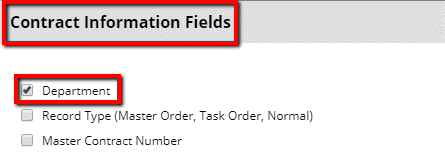 Contract Information Fields
Department
Record Type (Master Order, Task Order, Normal)
Master Contract Number